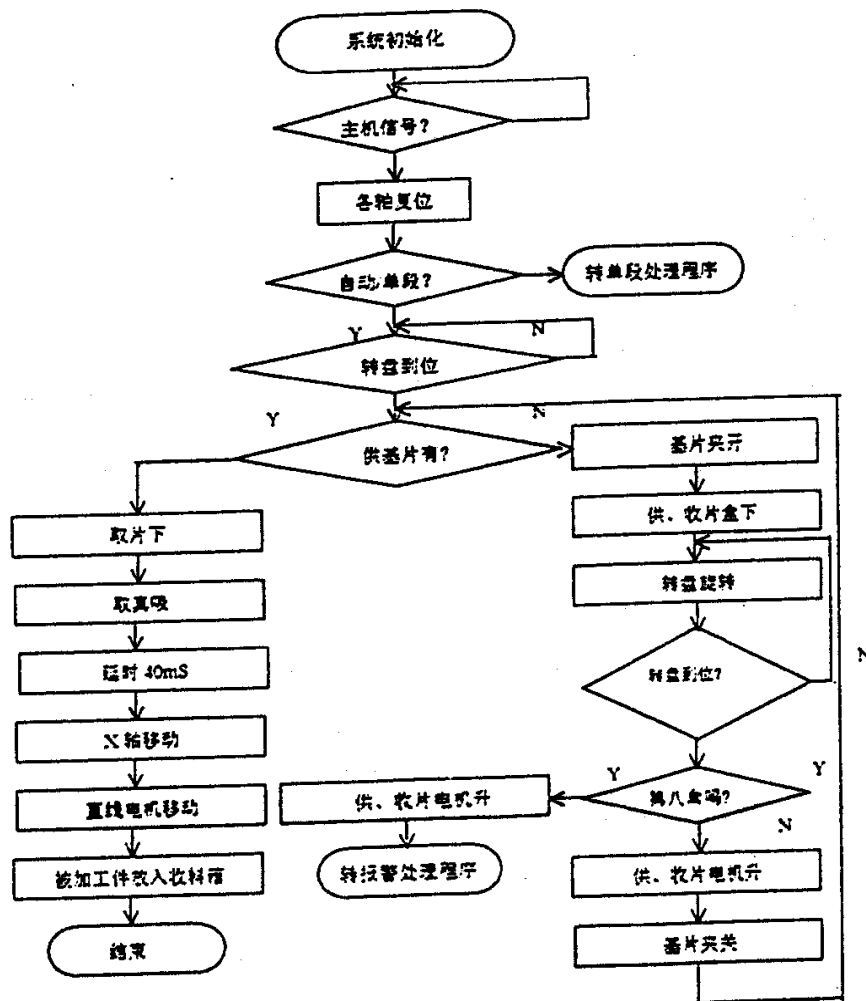 系统初始化
主机信号?
各轴复位
自动/单段?
转单段处理程序
Y
N
转盘到位
Y
N
供基片有?
基片夹开
取片下
供、收片盒下
取真吸
转盘旋转
延时 40mS
转盘到位?
N
X 轴移动
直线电机移动
Y
Y
供、收片电机升
第八盒吗?
N
被加工件放入收料箱
转报警处理程序
供、收片电机升
结束
基片夹关